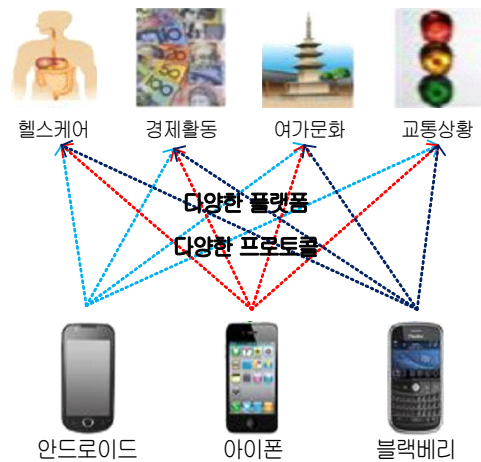 헬스케어
경제활동
여가문화
교통상황
다양한 플랫폼
다양한 프로토콜
안드로이드
아이폰
블랙베리